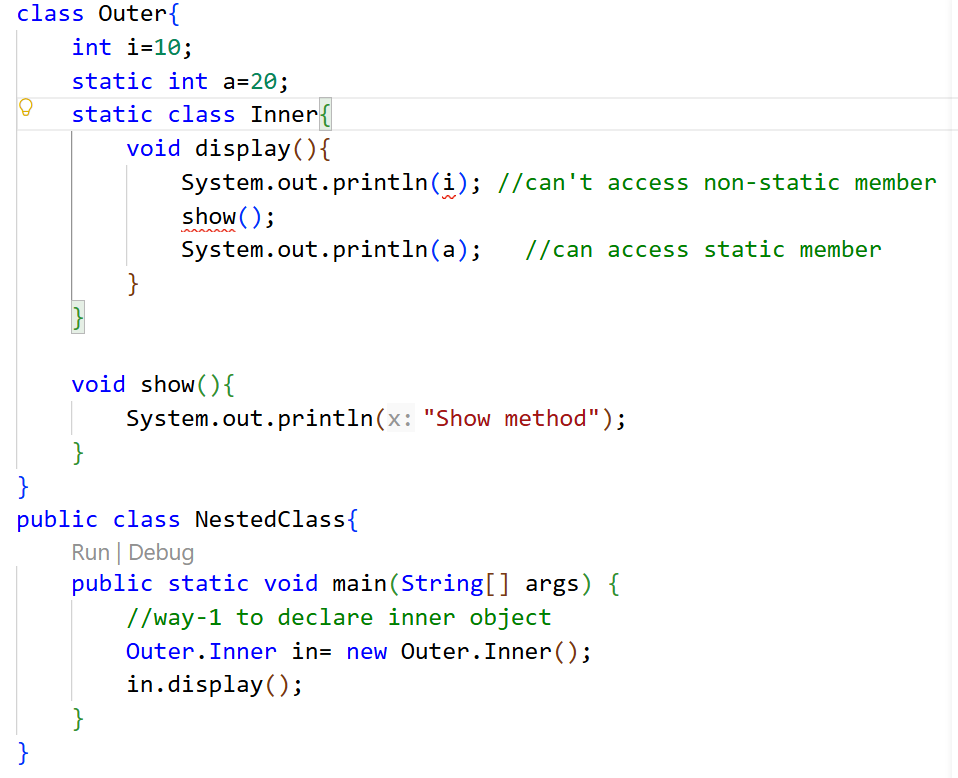 class Outer{
    int i=10;
    static int a=20;
    static class Inner{
        void display(){
            System.out.println(i); //can't access non-static member
            show();
            System.out.println(a);   //can access static member
        }
    }

    void show(){
        System.out.println(x: "Show method");
    }
}
public class NestedClass{
    Run | Debug
    public static void main(String[] args) {
        //way-1 to declare inner object
        Outer.Inner in= new Outer.Inner();
        in.display();
    }
}